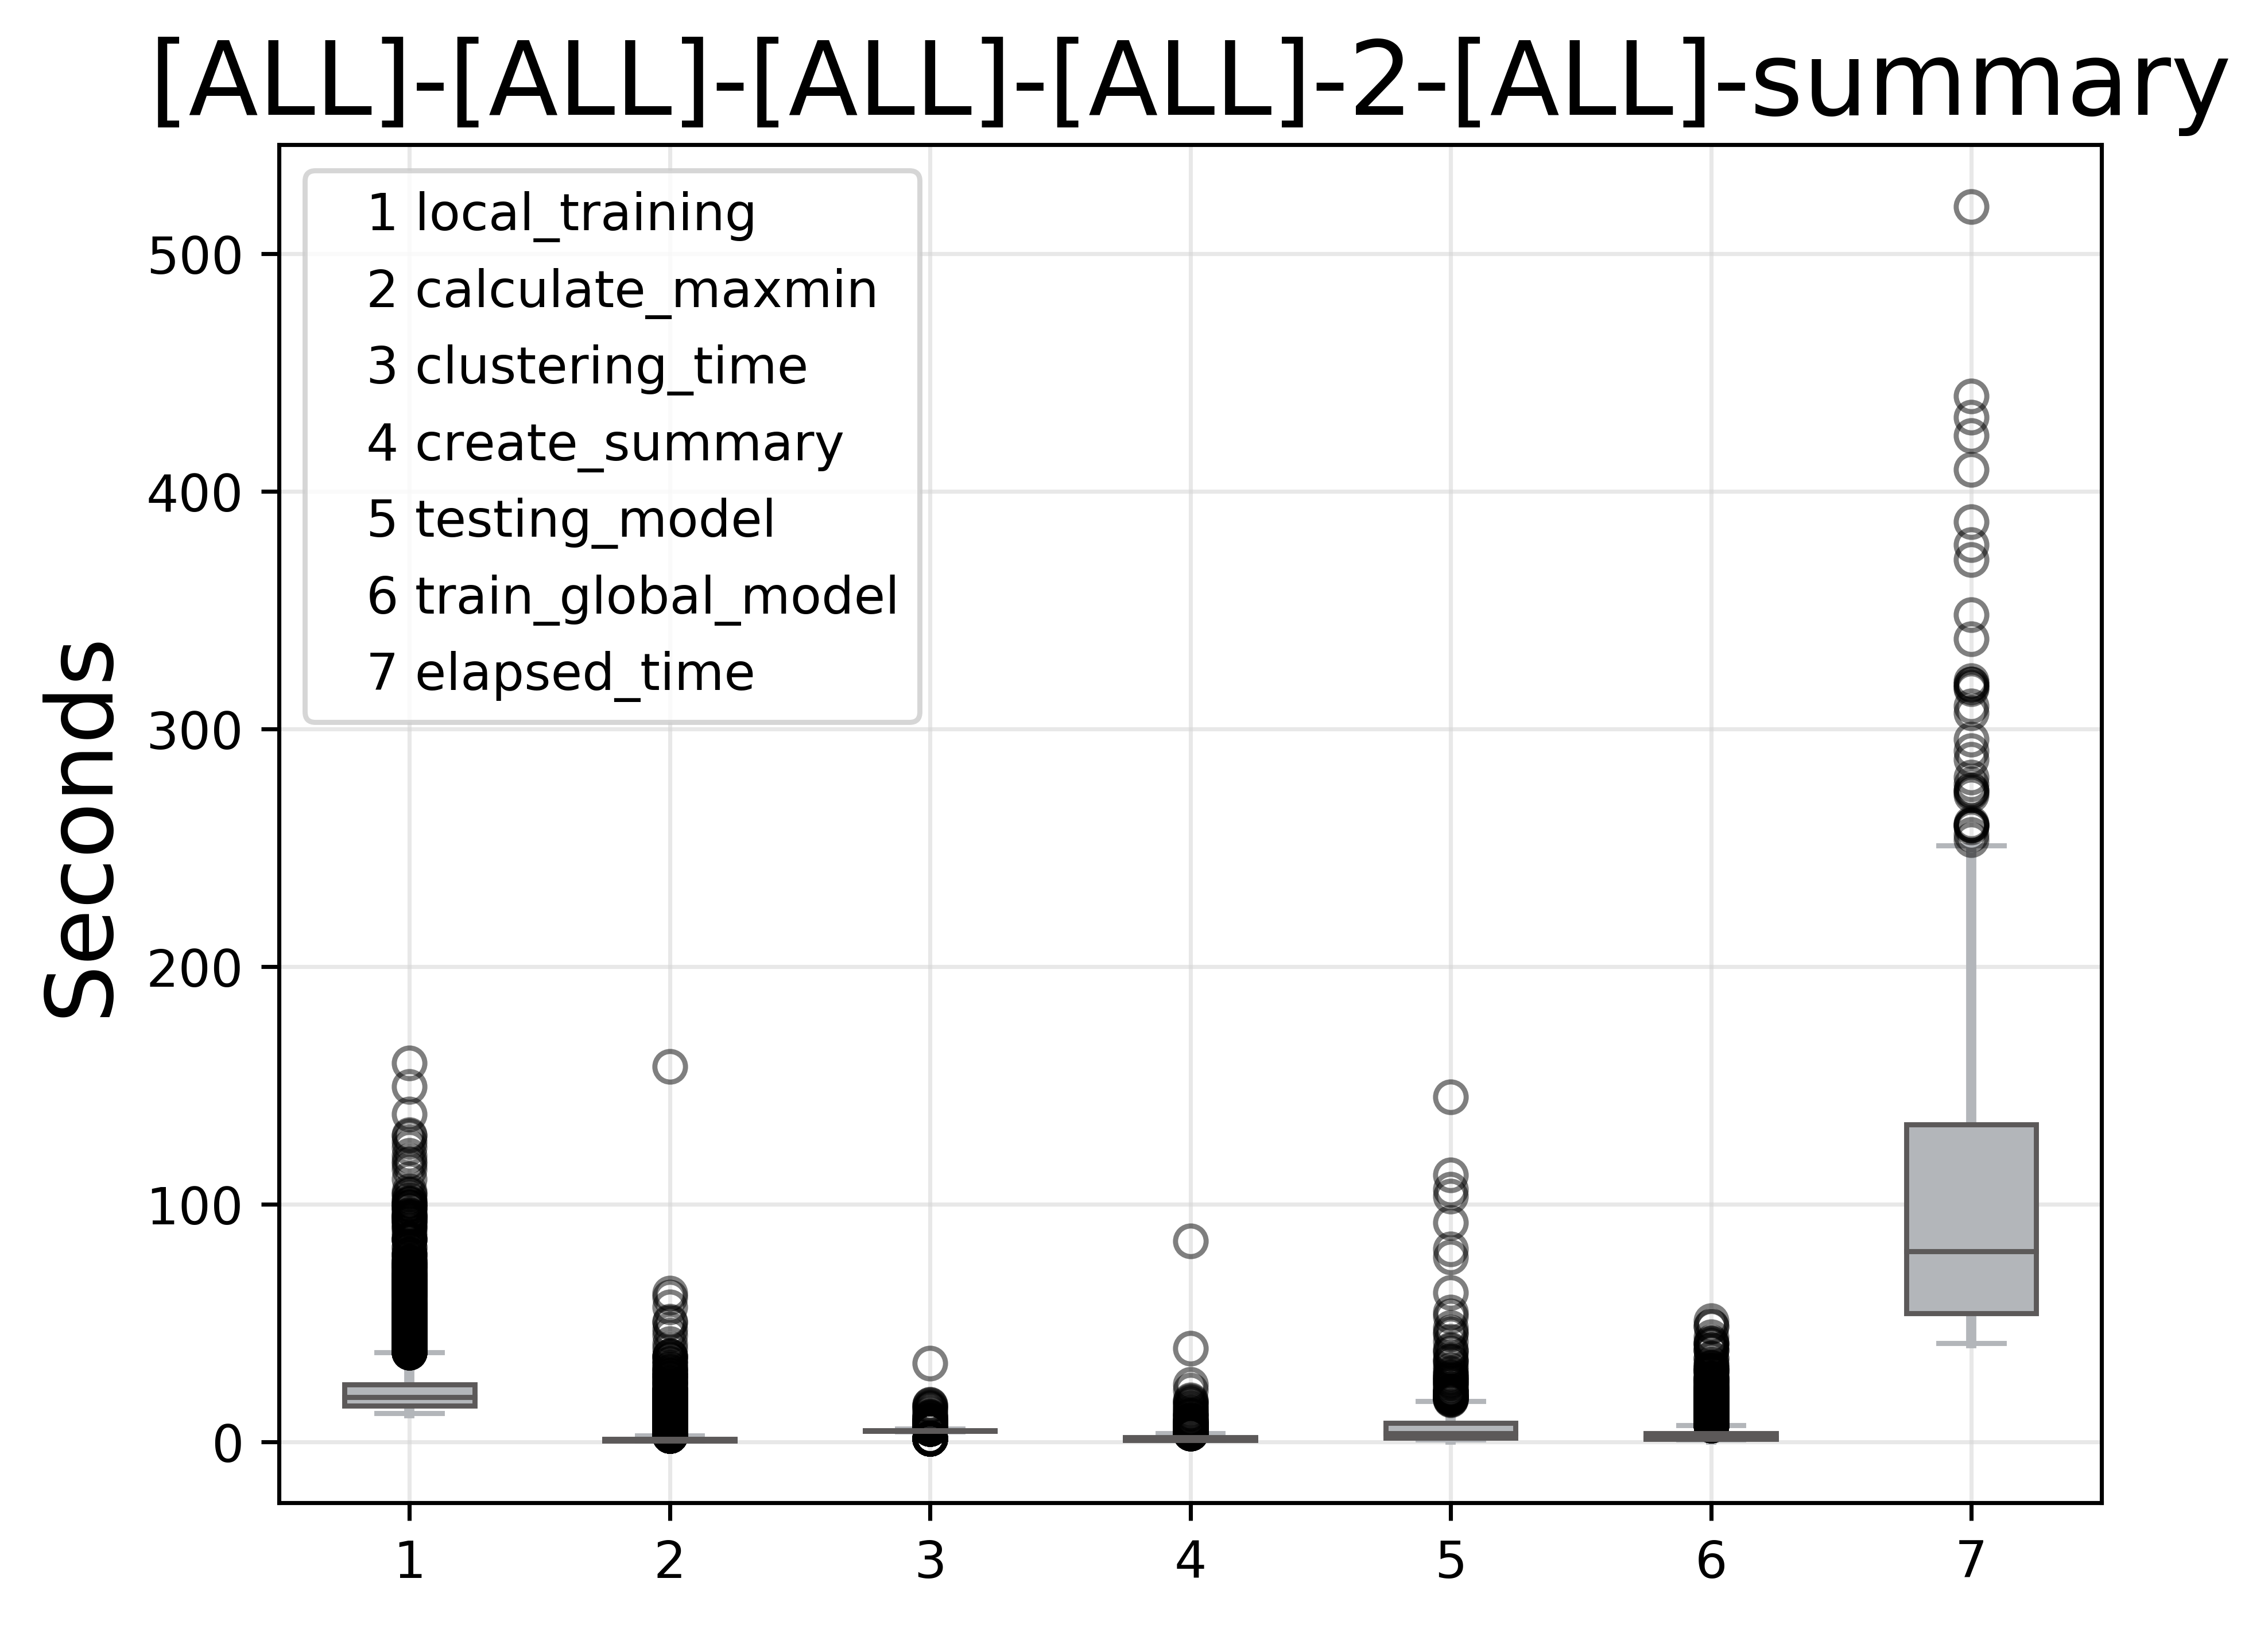 [ALL]-[ALL]-[ALL]-[ALL]-2-[ALL]-summary
1 local_training
2 calculate_maxmin
3 clustering_time
4 create_summary
5 testing_model
6 train_global_model
7 elapsed_time
Seconds
500
400
300
200
100
0
1 2 3 4 5 6 7